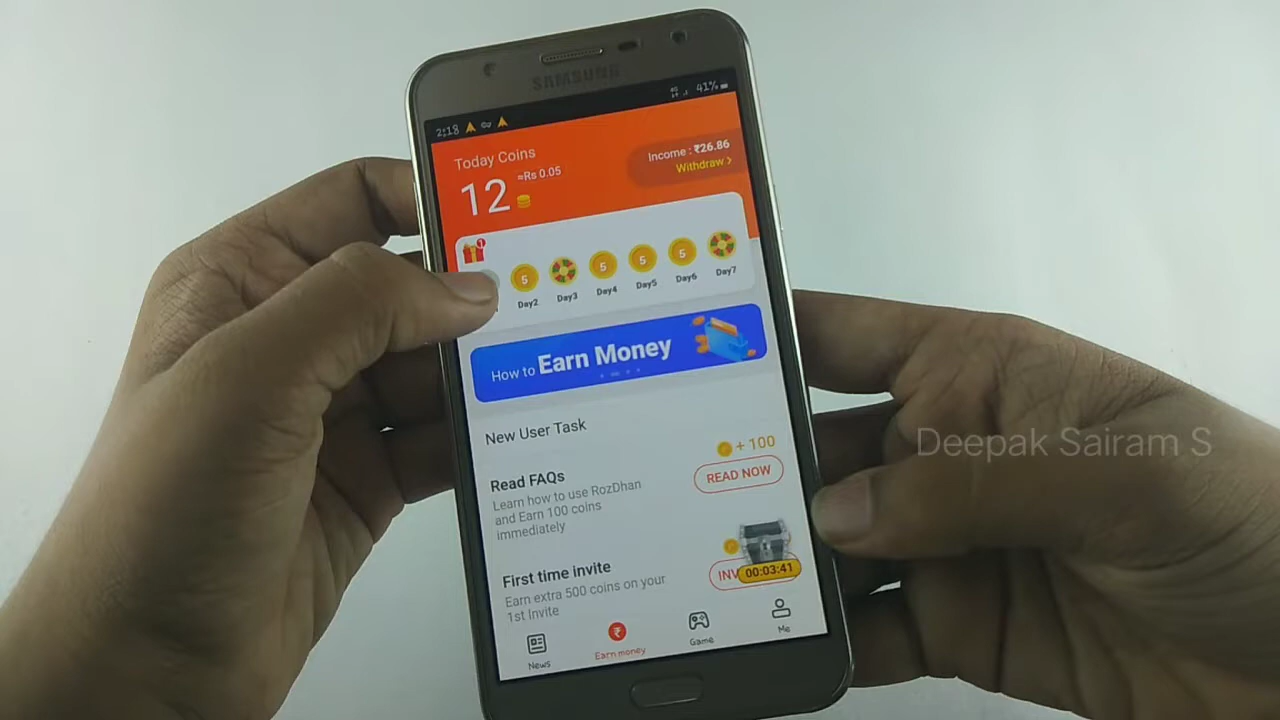 SAMSUNG
2:18
4G
41%
Today Coins
12
≈Rs 0.05
Income : ₹26.86
Withdraw >
1
5
5
5
5
Day2
Day3
Day4
Day5
Day6
Day7
How to Earn Money
New User Task
+ 100
Read FAQs
READ NOW
Learn how to use RozDhan
and Earn 100 coins
immediately
First time invite
INV
00:03:41
Earn extra 500 coins on your
1st Invite
News
Earn money
Game
Me
Deepak Sairam S